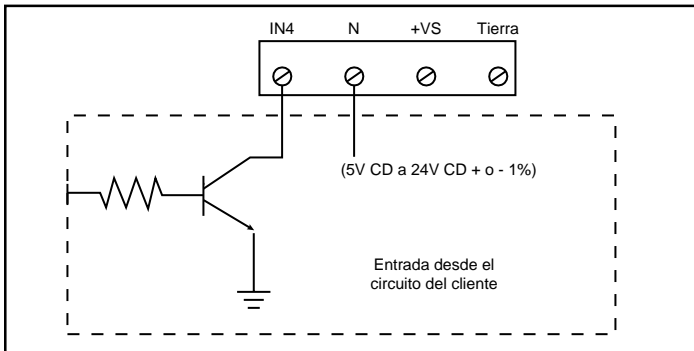 IN4 N +VS Tierra
(5V CD a 24V CD + o - 1%)
Entrada desde el
circuito del cliente